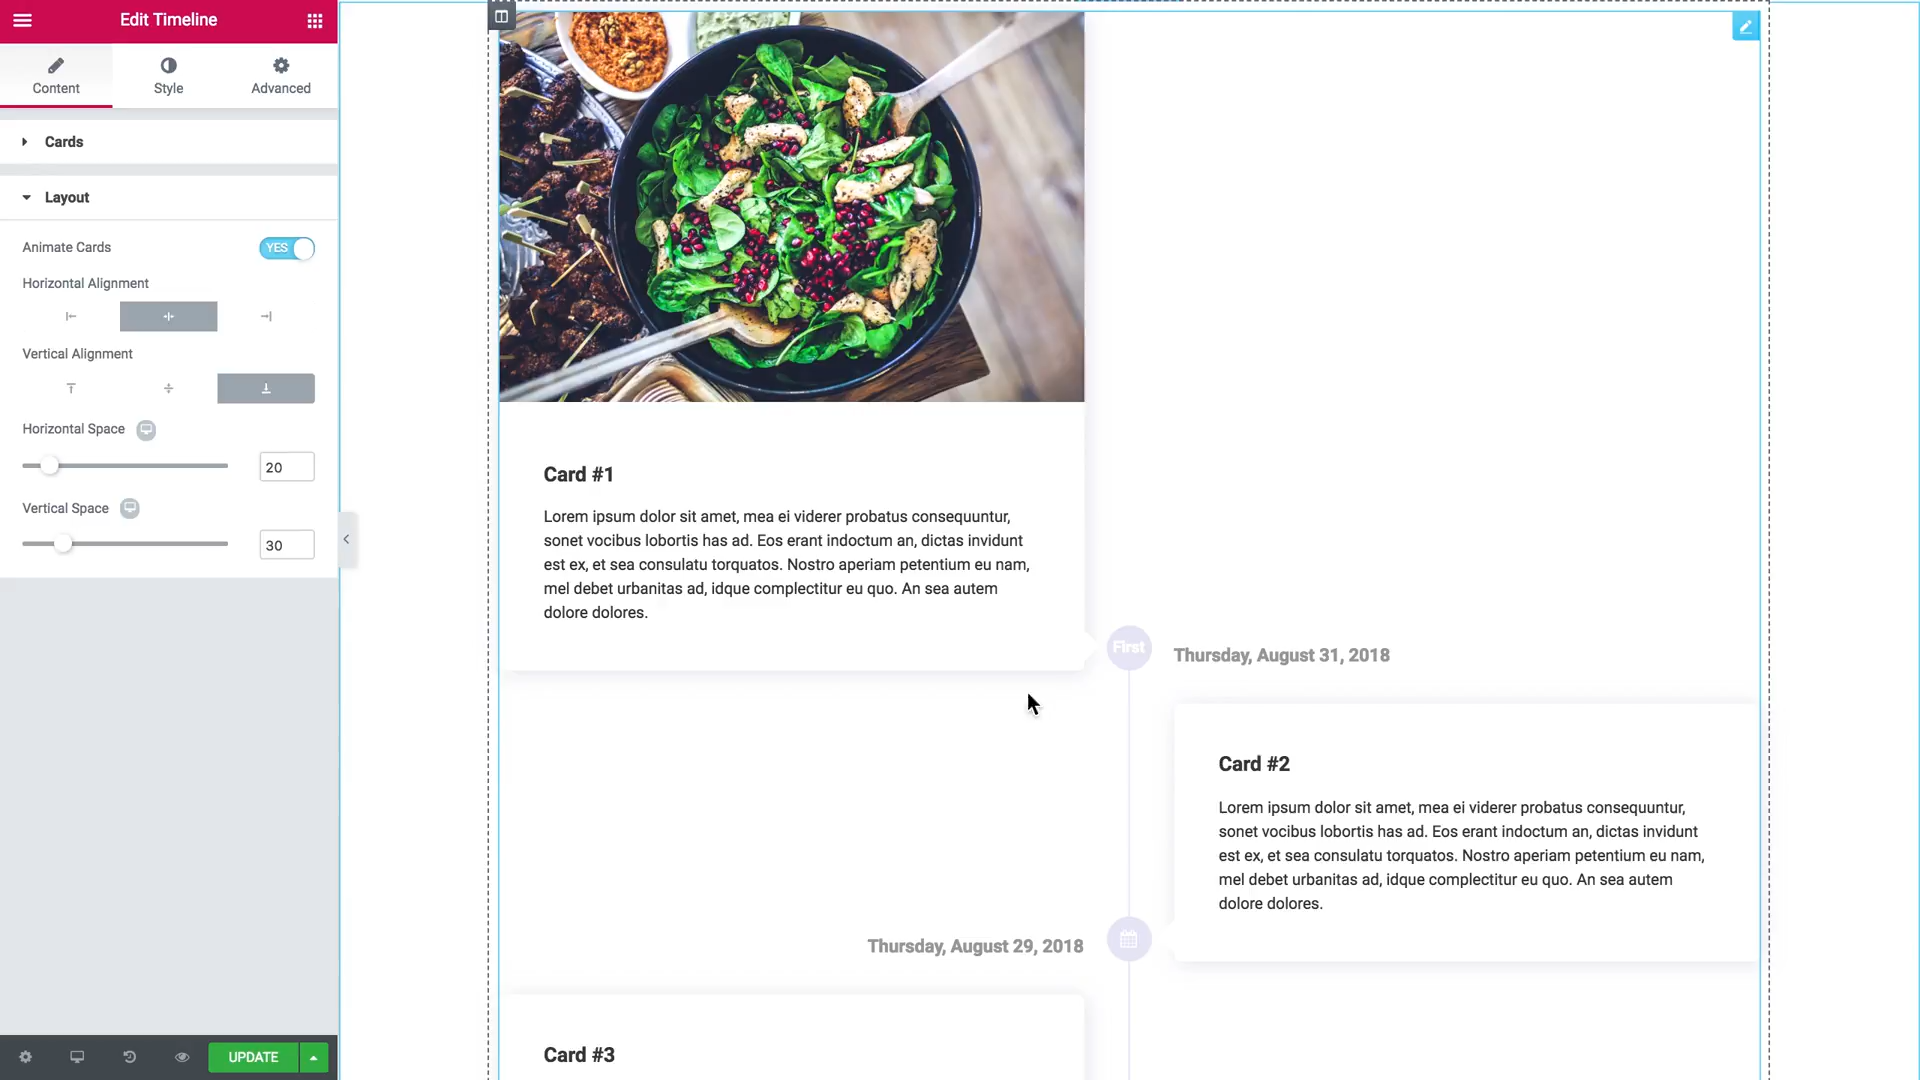 Edit Timeline
Content
Style
Advanced
Cards
Layout
Animate Cards
YES
Horizontal Alignment
Vertical Alignment
Horizontal Space
20
Vertical Space
30
UPDATE
Card #1
Lorem ipsum dolor sit amet, mea ei viderer probatus consequuntur,
sonet vocibus lobortis has ad. Eos erant indoctum an, dictas invidunt
est ex, et sea consulatu torquatos. Nostro aperiam petentium eu nam,
mel debet urbanitas ad, idque complectitur eu quo. An sea autem
dolore dolores.
First
Thursday, August 31, 2018
Card #2
Lorem ipsum dolor sit amet, mea ei viderer probatus consequuntur,
sonet vocibus lobortis has ad. Eos erant indoctum an, dictas invidunt
est ex, et sea consulatu torquatos. Nostro aperiam petentium eu nam,
mel debet urbanitas ad, idque complectitur eu quo. An sea autem
dolore dolores.
Thursday, August 29, 2018
Card #3